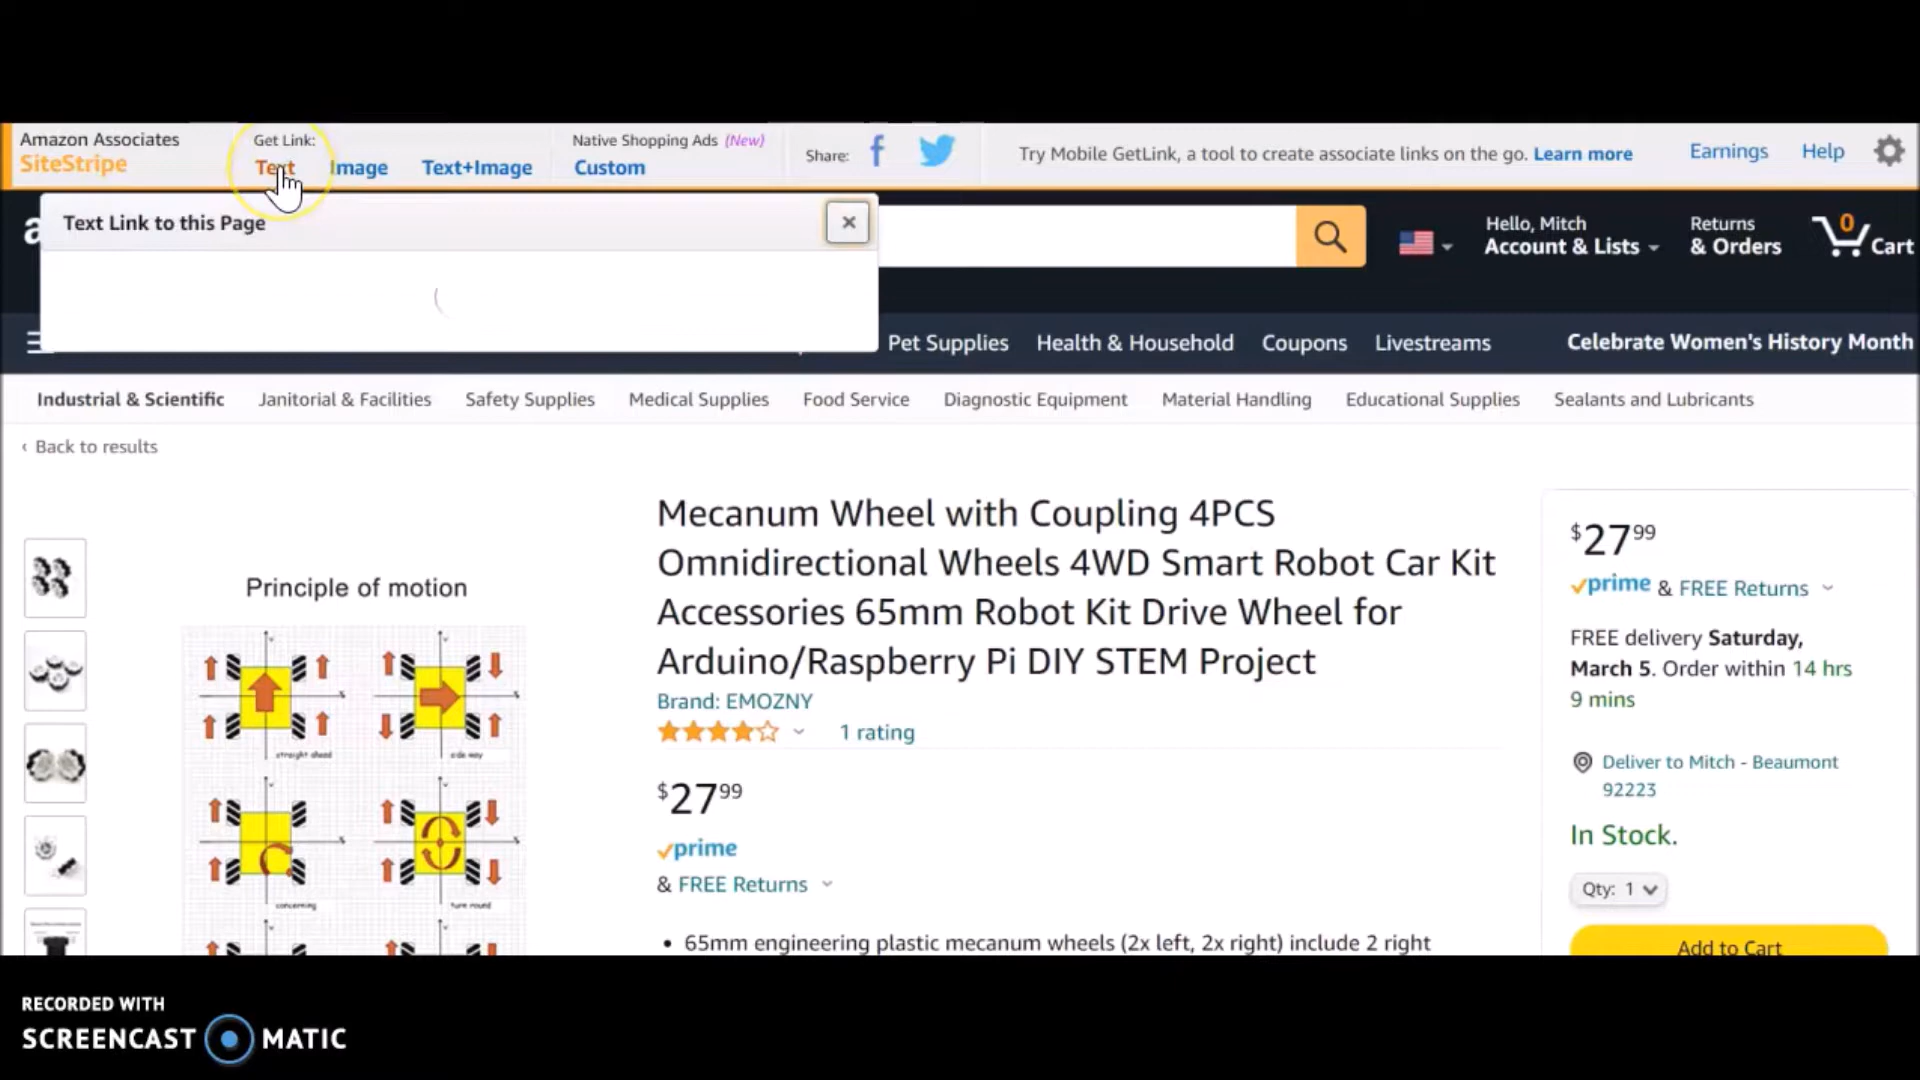 Amazon Associates
SiteStripe
Get Link:
Text Image Text+Image
Native Shopping Ads (New)
Custom
Share:
Try Mobile GetLink, a tool to create associate links on the go. Learn more
Earnings Help
Text Link to this Page
Hello, Mitch
Account & Lists
Returns
& Orders
0
Cart
Pet Supplies Health & Household Coupons Livestreams Celebrate Women's History Month
Industrial & Scientific Janitorial & Facilities Safety Supplies Medical Supplies Food Service Diagnostic Equipment Material Handling Educational Supplies Sealants and Lubricants
‹ Back to results
Principle of motion
straight ahead
side way
concerning
turn round
Mecanum Wheel with Coupling 4PCS
Omnidirectional Wheels 4WD Smart Robot Car Kit
Accessories 65mm Robot Kit Drive Wheel for
Arduino/Raspberry Pi DIY STEM Project
Brand: EMOZNY
1 rating
$27 99
prime
& FREE Returns
• 65mm engineering plastic mecanum wheels (2x left, 2x right) include 2 right
$27 99
prime & FREE Returns
FREE delivery Saturday,
March 5. Order within 14 hrs
9 mins
Deliver to Mitch - Beaumont
92223
In Stock.
Qty: 1
Add to Cart
RECORDED WITH
SCREENCAST MATIC